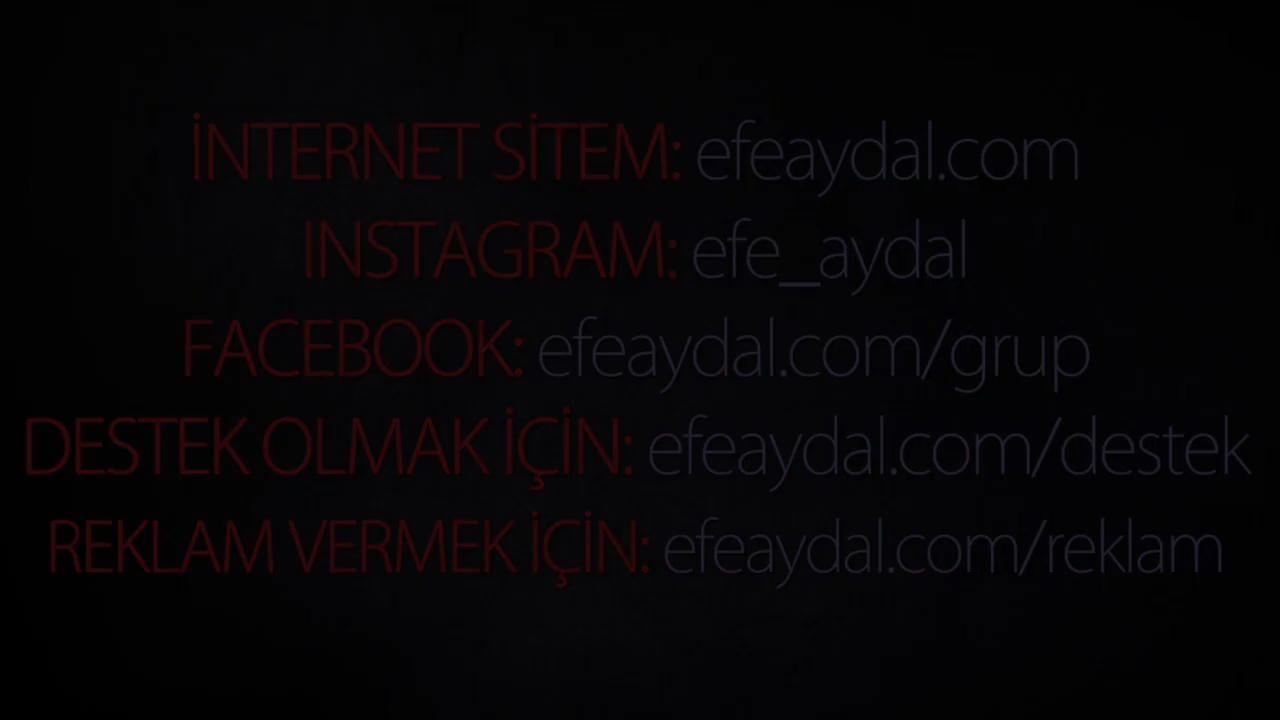 İNTERNET SİTEM: efeaydal.com
INSTAGRAM: efe_aydal
FACEBOOK: efeaydal.com/grup
DESTEK OLMAK İÇİN: efeaydal.com/destek
REKLAM VERMEK İÇİN: efeaydal.com/reklam